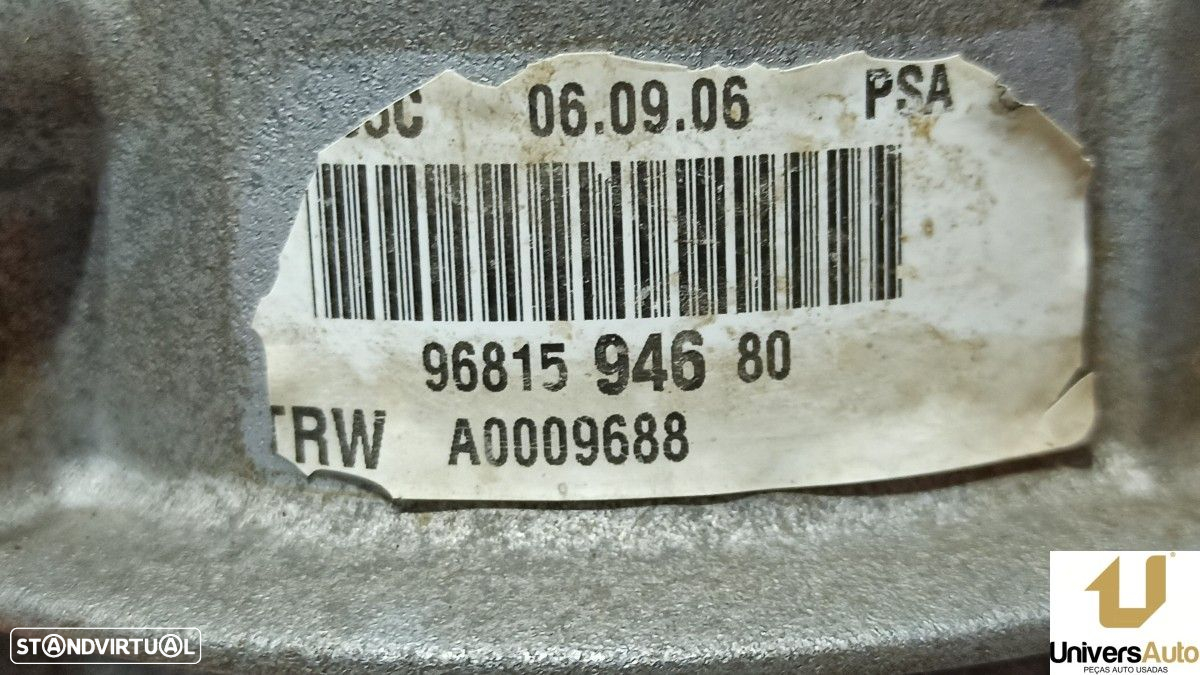 06.09.06 PSA
96815 946 80
TRW A0009688
STANDVIRTUAL
UniversAuto
PEÇAS AUTO USADAS